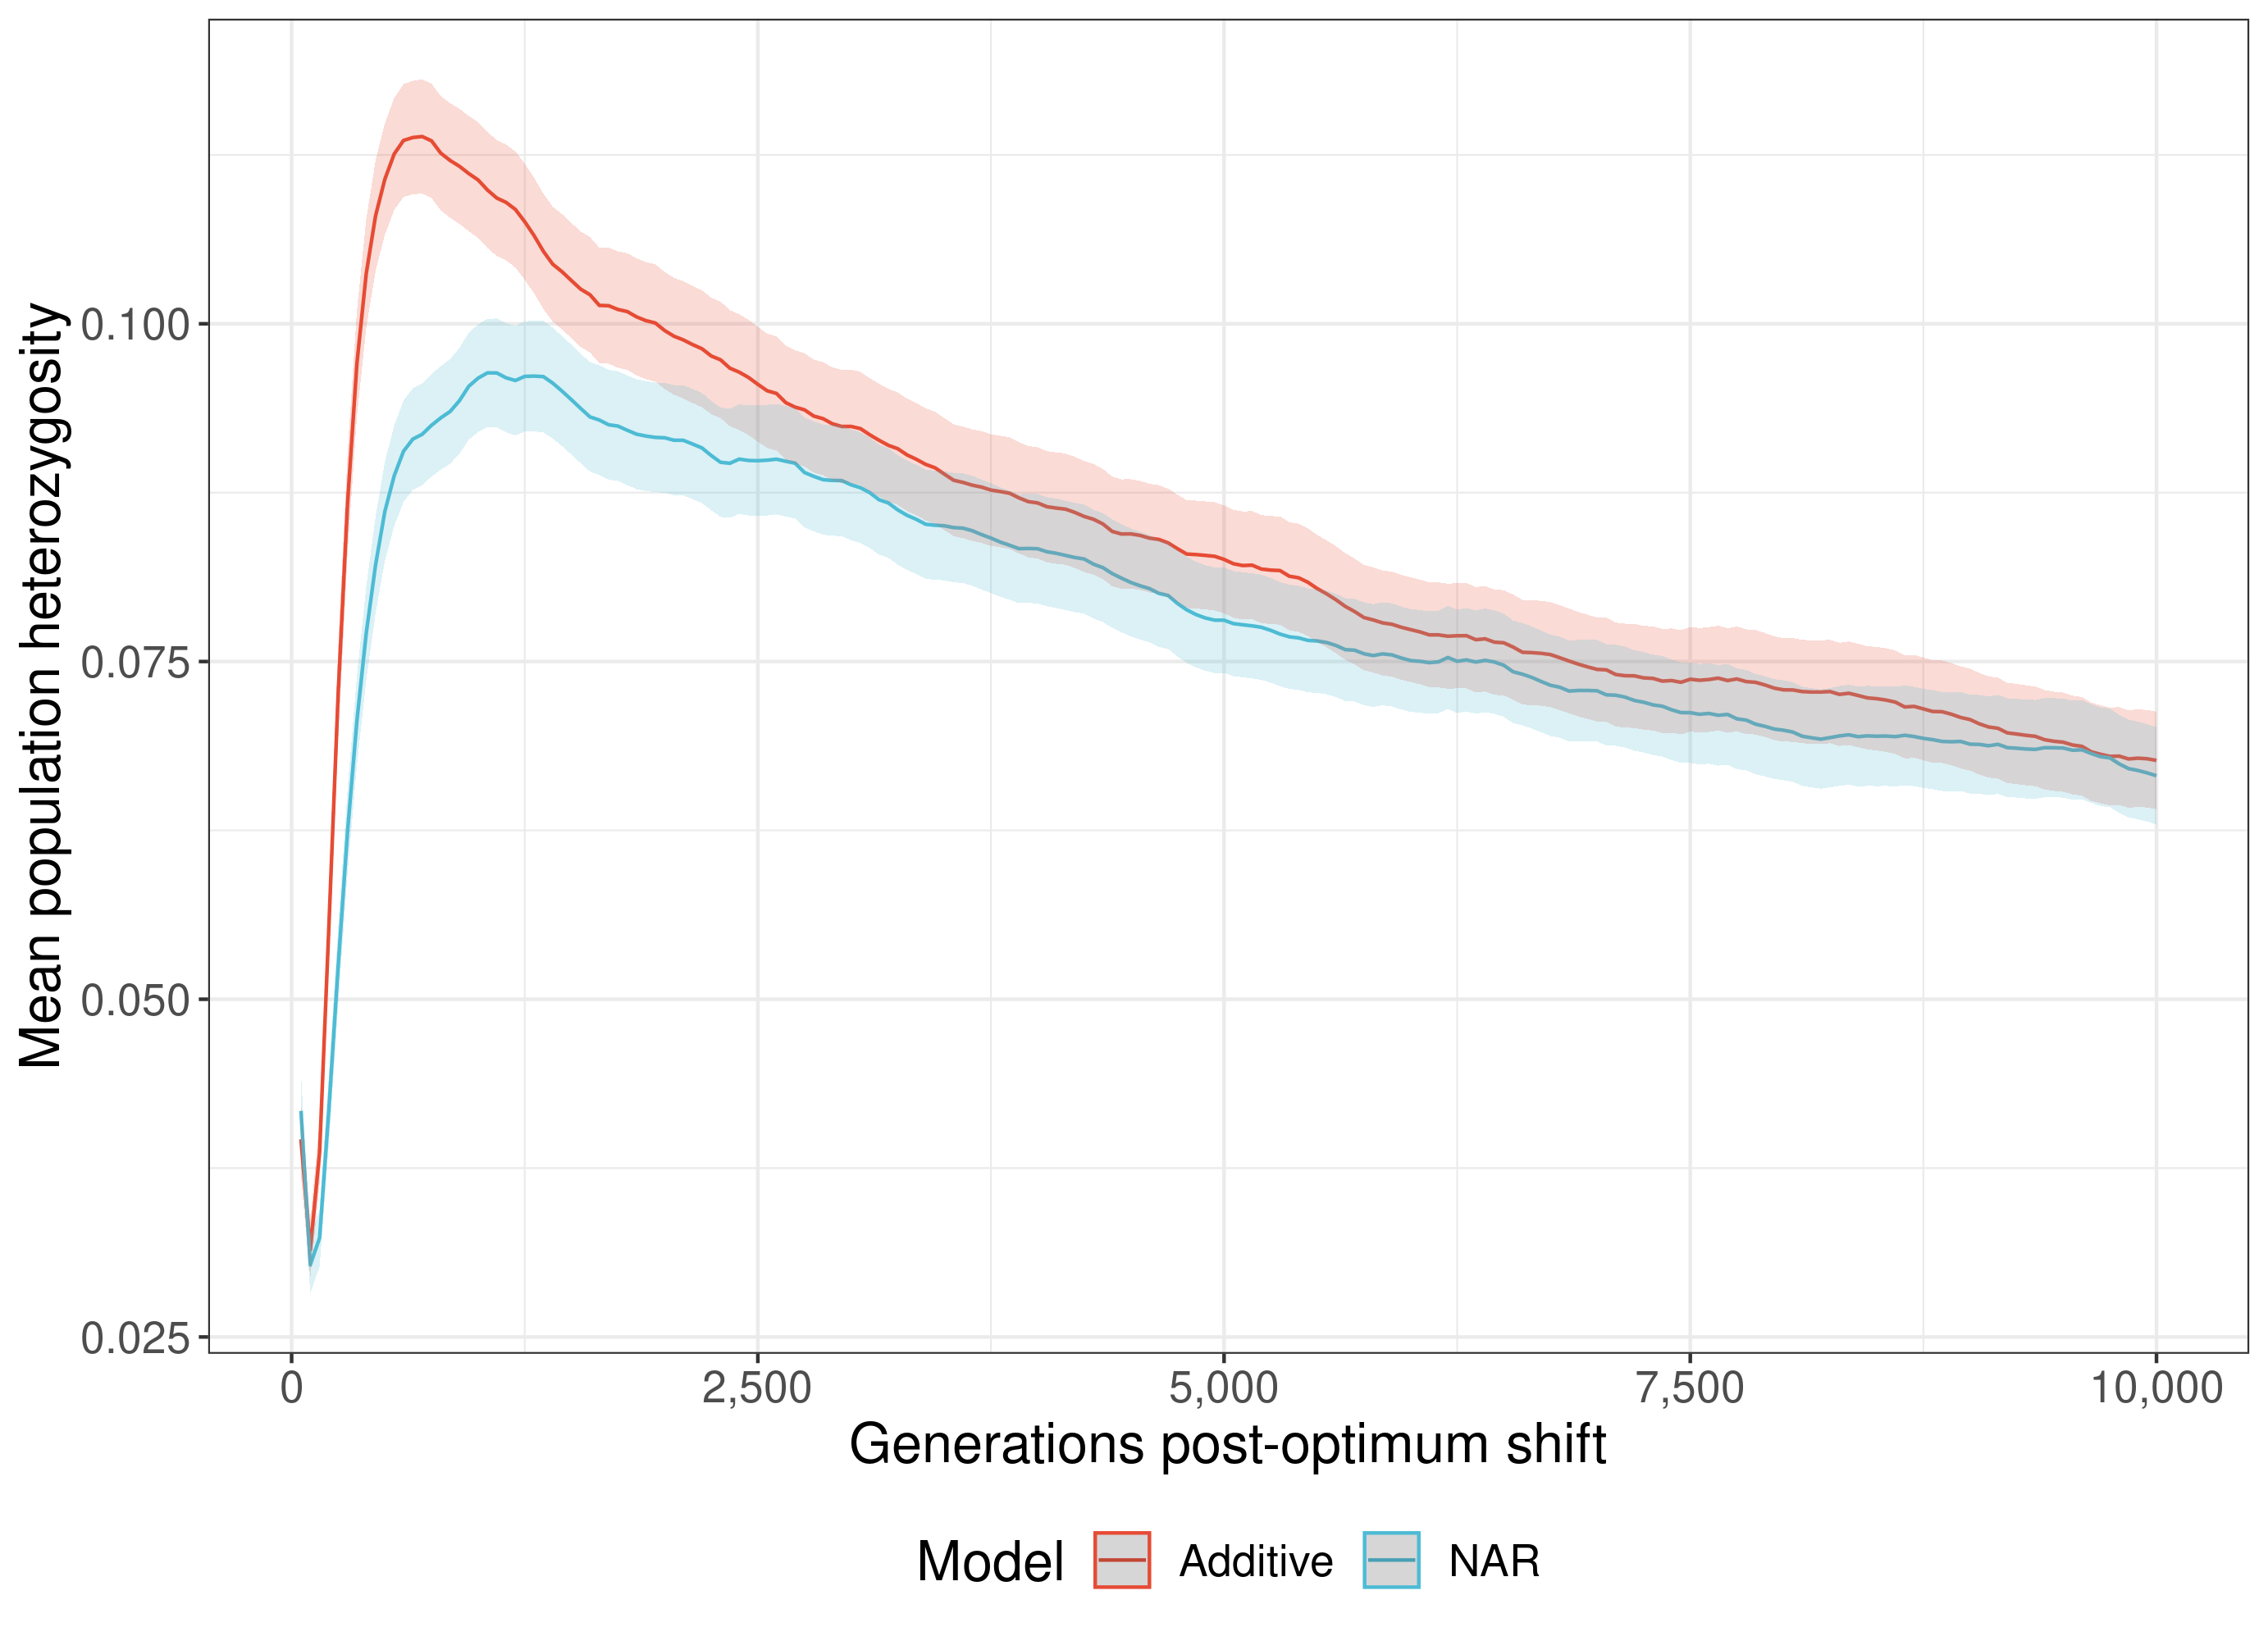 Mean population heterozygosity
0.100
0.075
0.050
0.025
0 2,500 5,000 7,500 10,000
Generations post-optimum shift
Model Additive NAR